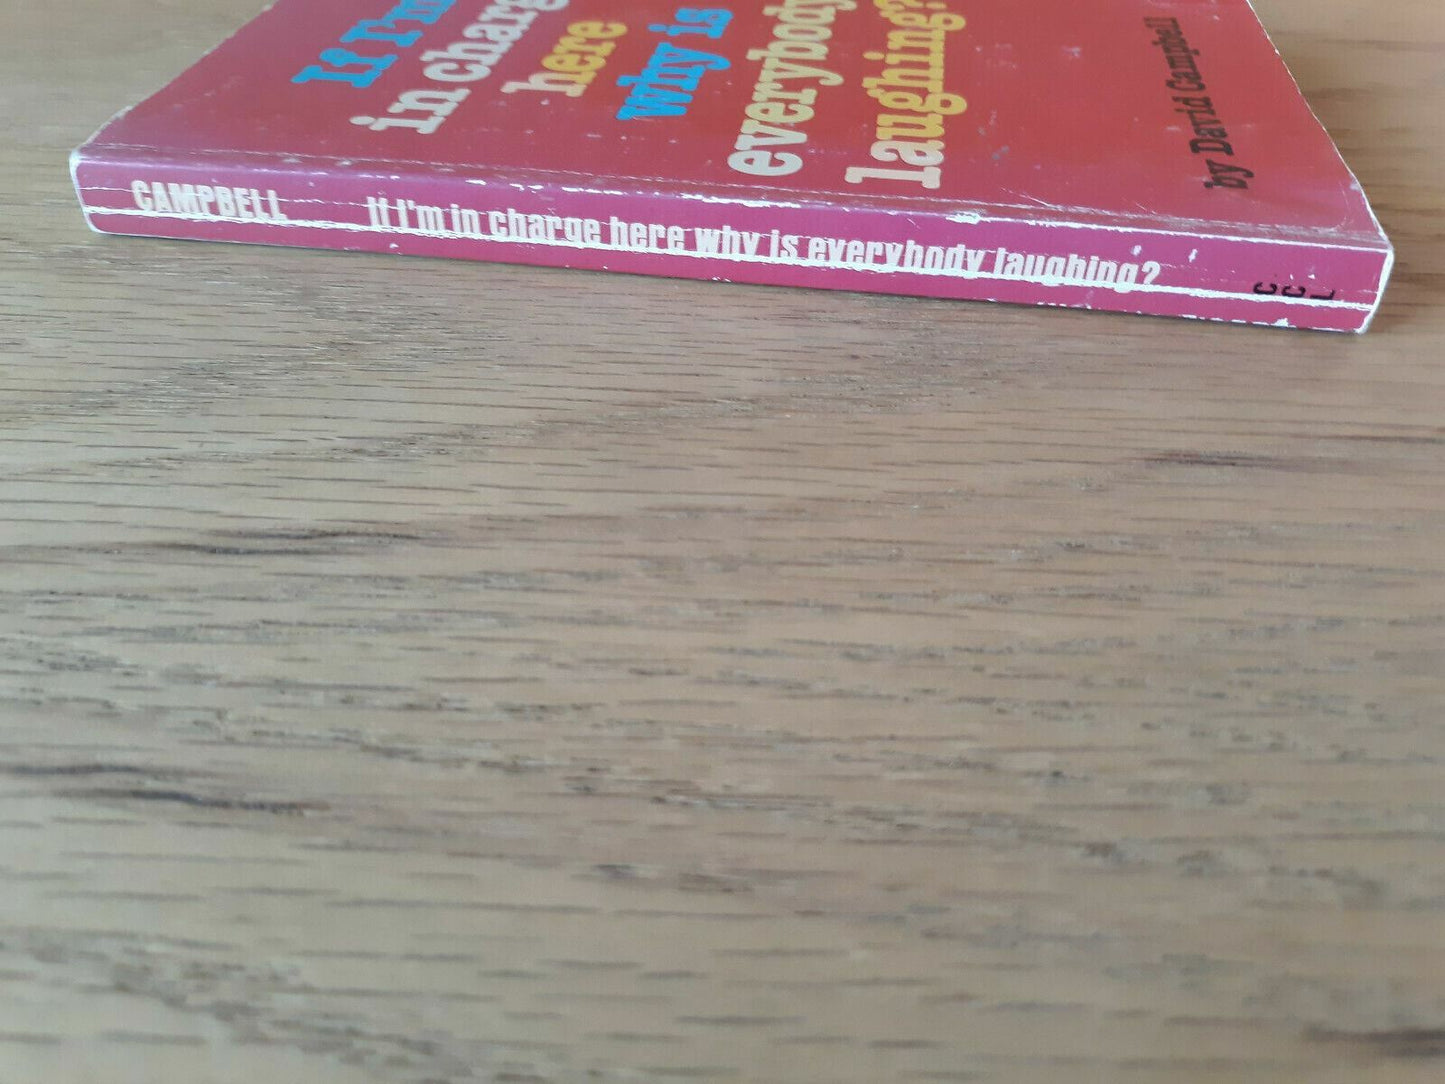 If I'm
in charge
here
why is
everybody
laughing?
by David Campbell
CAMPBELL If I'm in charge here why is everybody laughing?
CCL